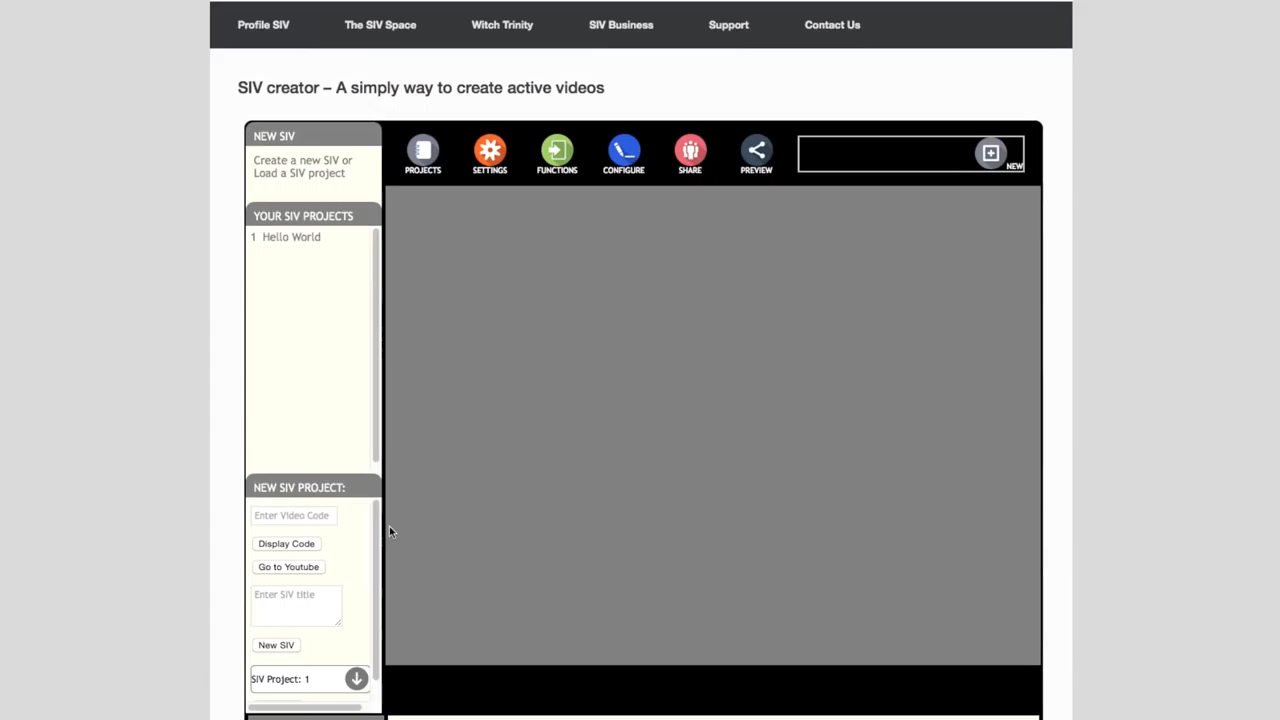 Profile SIV The SIV Space Witch Trinity SIV Business Support Contact Us
SIV creator – A simply way to create active videos
NEW SIV
Create a new SIV or
Load a SIV project
PROJECTS SETTINGS FUNCTIONS CONFIGURE SHARE PREVIEW NEW
YOUR SIV PROJECTS
1 Hello World
NEW SIV PROJECT:
Enter Video Code
Display Code
Go to Youtube
Enter SIV title
New SIV
SIV Project: 1